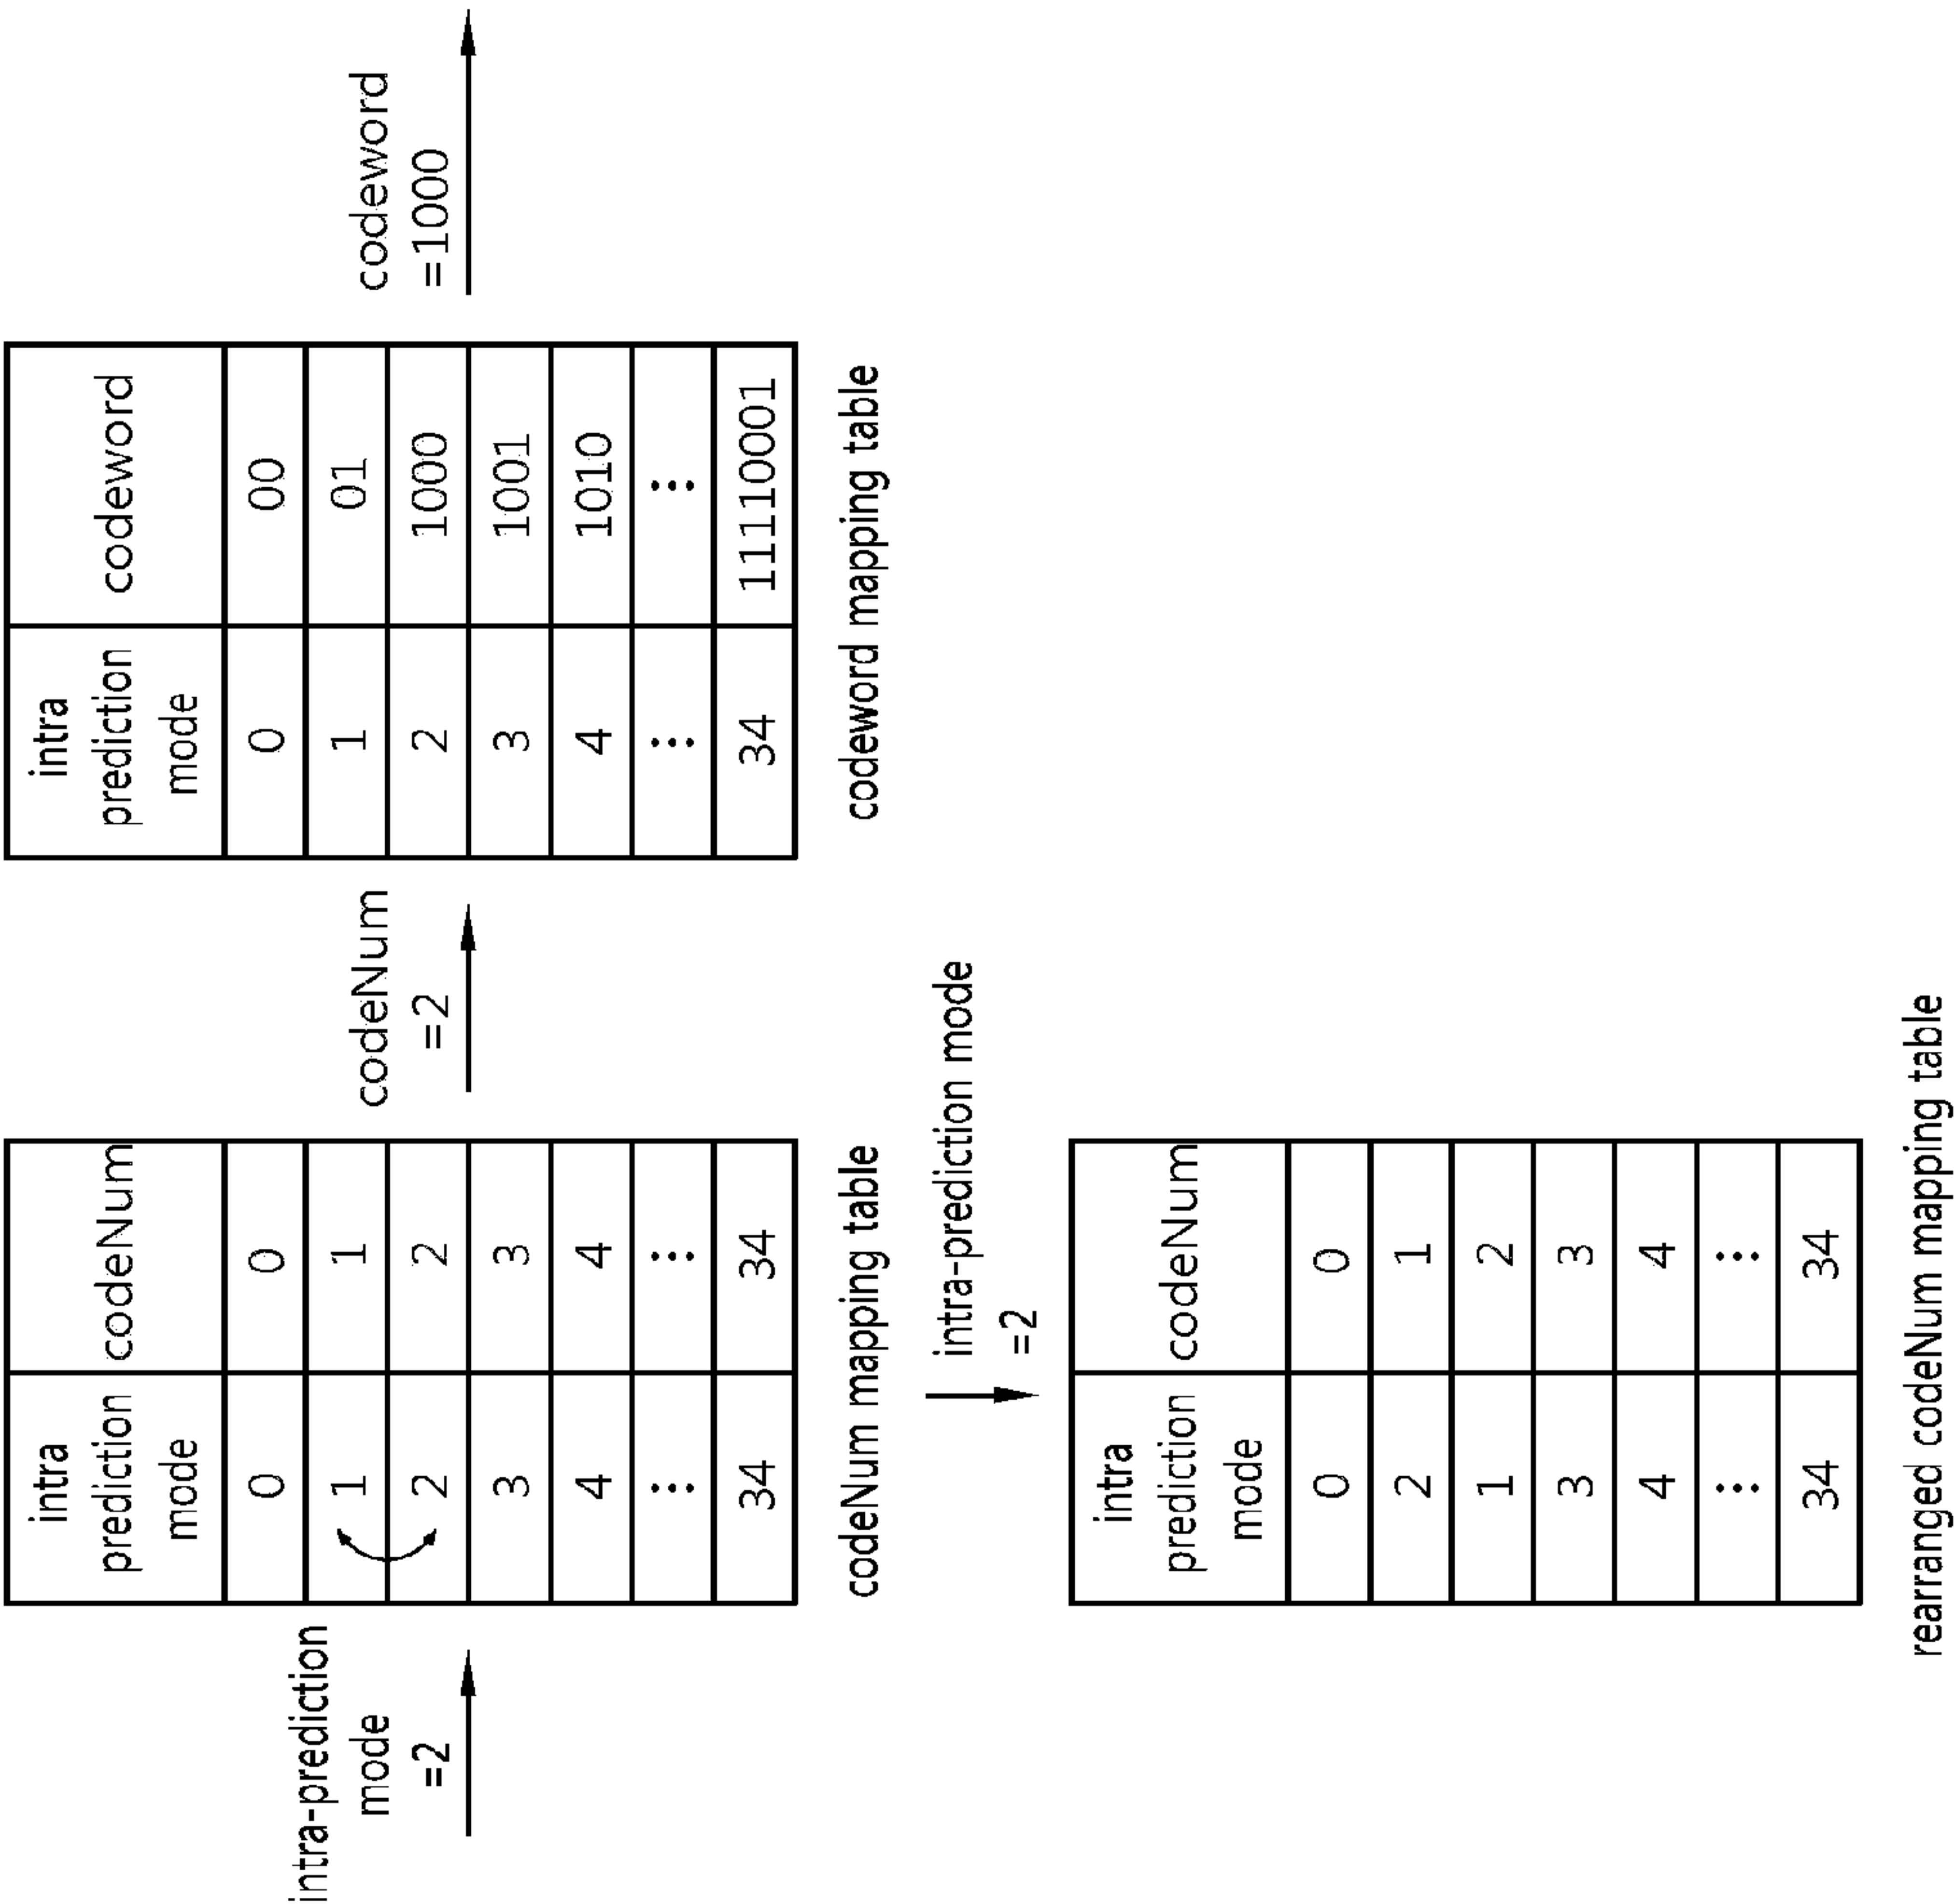 intra-prediction
mode
=2
intra
prediction
mode
codeNum
0 0
1 1
2 2
3 3
4 4
⋮ ⋮
34 34
codeNum mapping table
codeNum
=2
intra
prediction
mode
codeword
0 00
1 01
2 1000
3 1001
4 1010
⋮ ⋮
34 11110001
codeword mapping table
codeword
=1000
intra-prediction mode
=2
intra
prediction
mode
codeNum
0 0
2 1
1 2
3 3
4 4
⋮ ⋮
34 34
rearranged codeNum mapping table